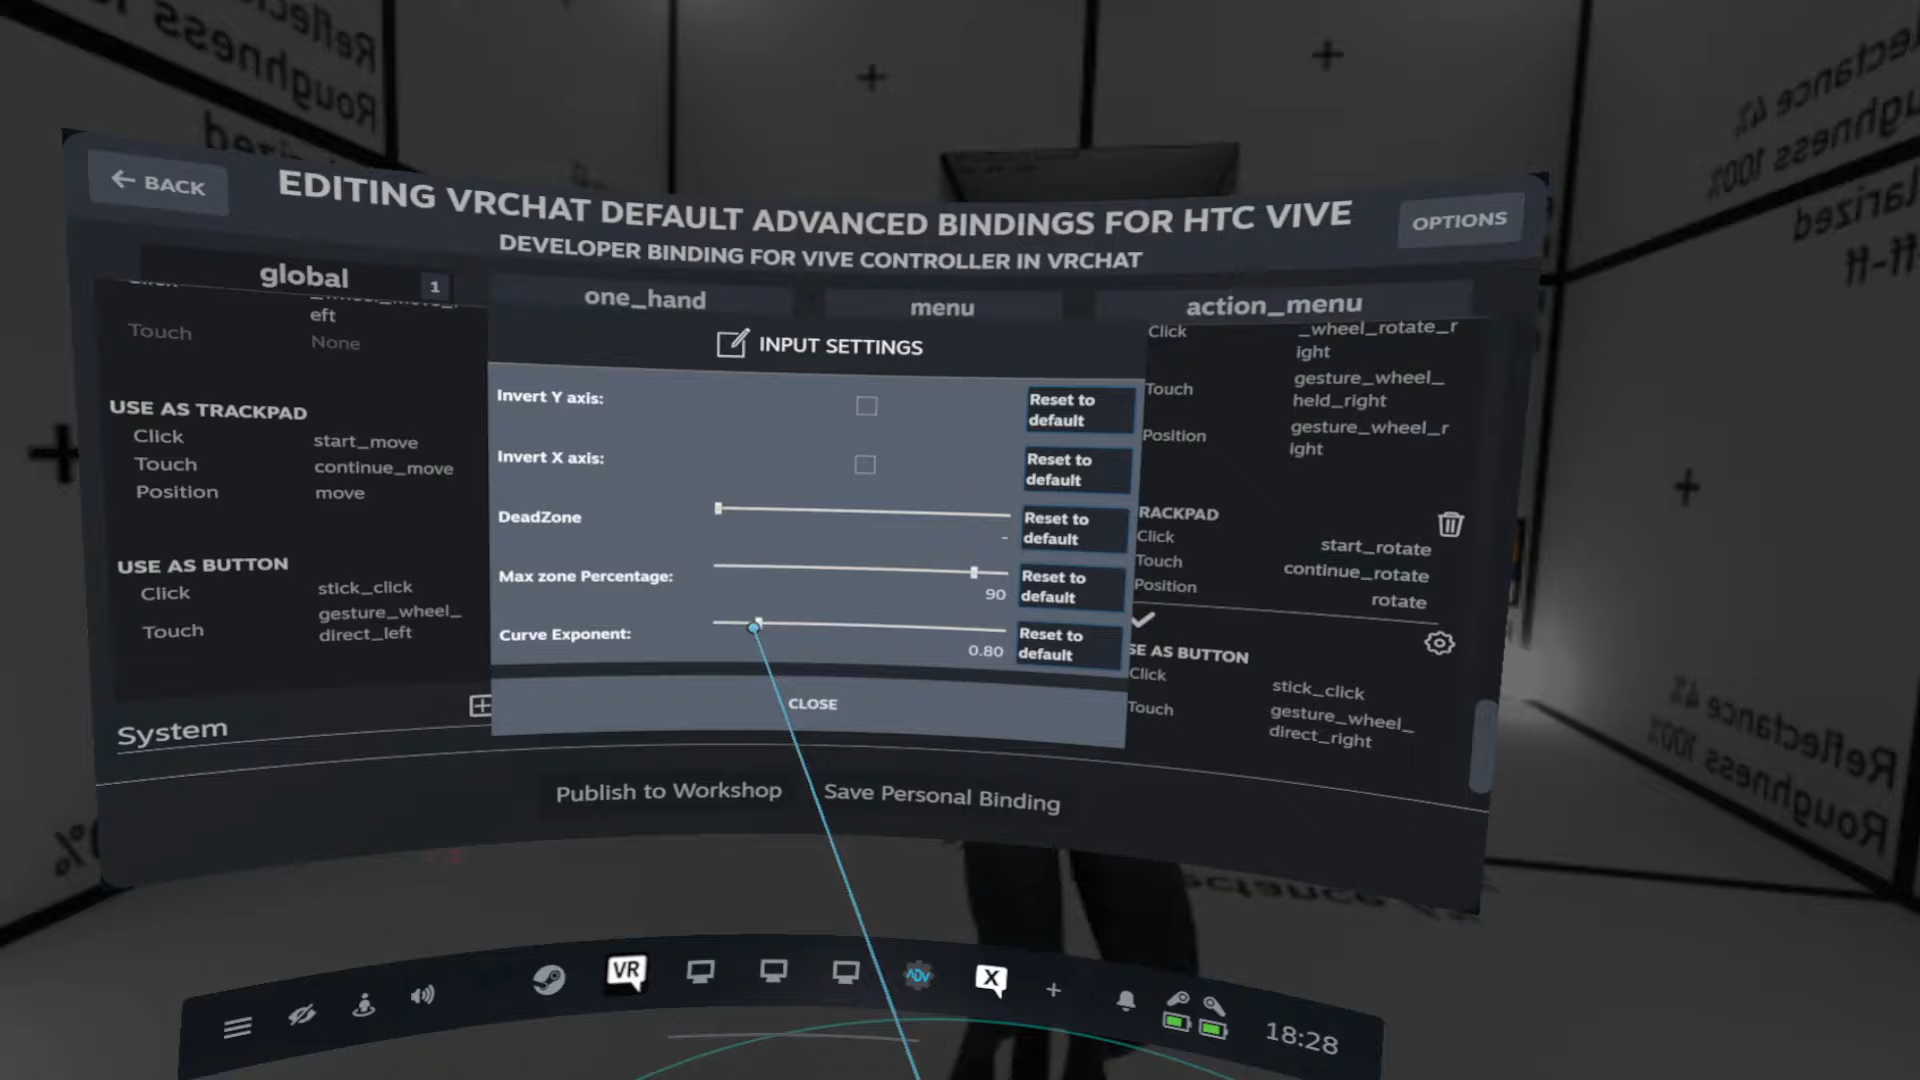 BACK
EDITING VRCHAT DEFAULT ADVANCED BINDINGS FOR HTC VIVE
OPTIONS
DEVELOPER BINDING FOR VIVE CONTROLLER IN VRCHAT
global
1
one_hand
menu
action_menu
eft
Touch
None
USE AS TRACKPAD
Click
start_move
Touch
continue_move
Position
move
USE AS BUTTON
Click
stick_click
Touch
gesture_wheel_
direct_left
System
INPUT SETTINGS
Invert Y axis:
Reset to
default
Invert X axis:
Reset to
default
DeadZone
-
Reset to
default
Max zone Percentage:
90
Reset to
default
Curve Exponent:
0.80
Reset to
default
CLOSE
Click
_wheel_rotate_r
ight
Touch
gesture_wheel_
held_right
Position
gesture_wheel_r
ight
RACKPAD
Click
start_rotate
Touch
continue_rotate
Position
rotate
SE AS BUTTON
Click
stick_click
Touch
gesture_wheel_
direct_right
Publish to Workshop
Save Personal Binding
VR
ADV
X
18:28
Reflectance 4%
Roughness 100%